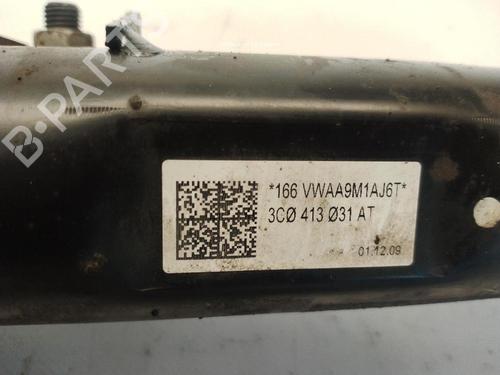 B-PARTS
*166 VWAA9M1AJ6T*
3CØ 413 Ø31 AT
01.12.09